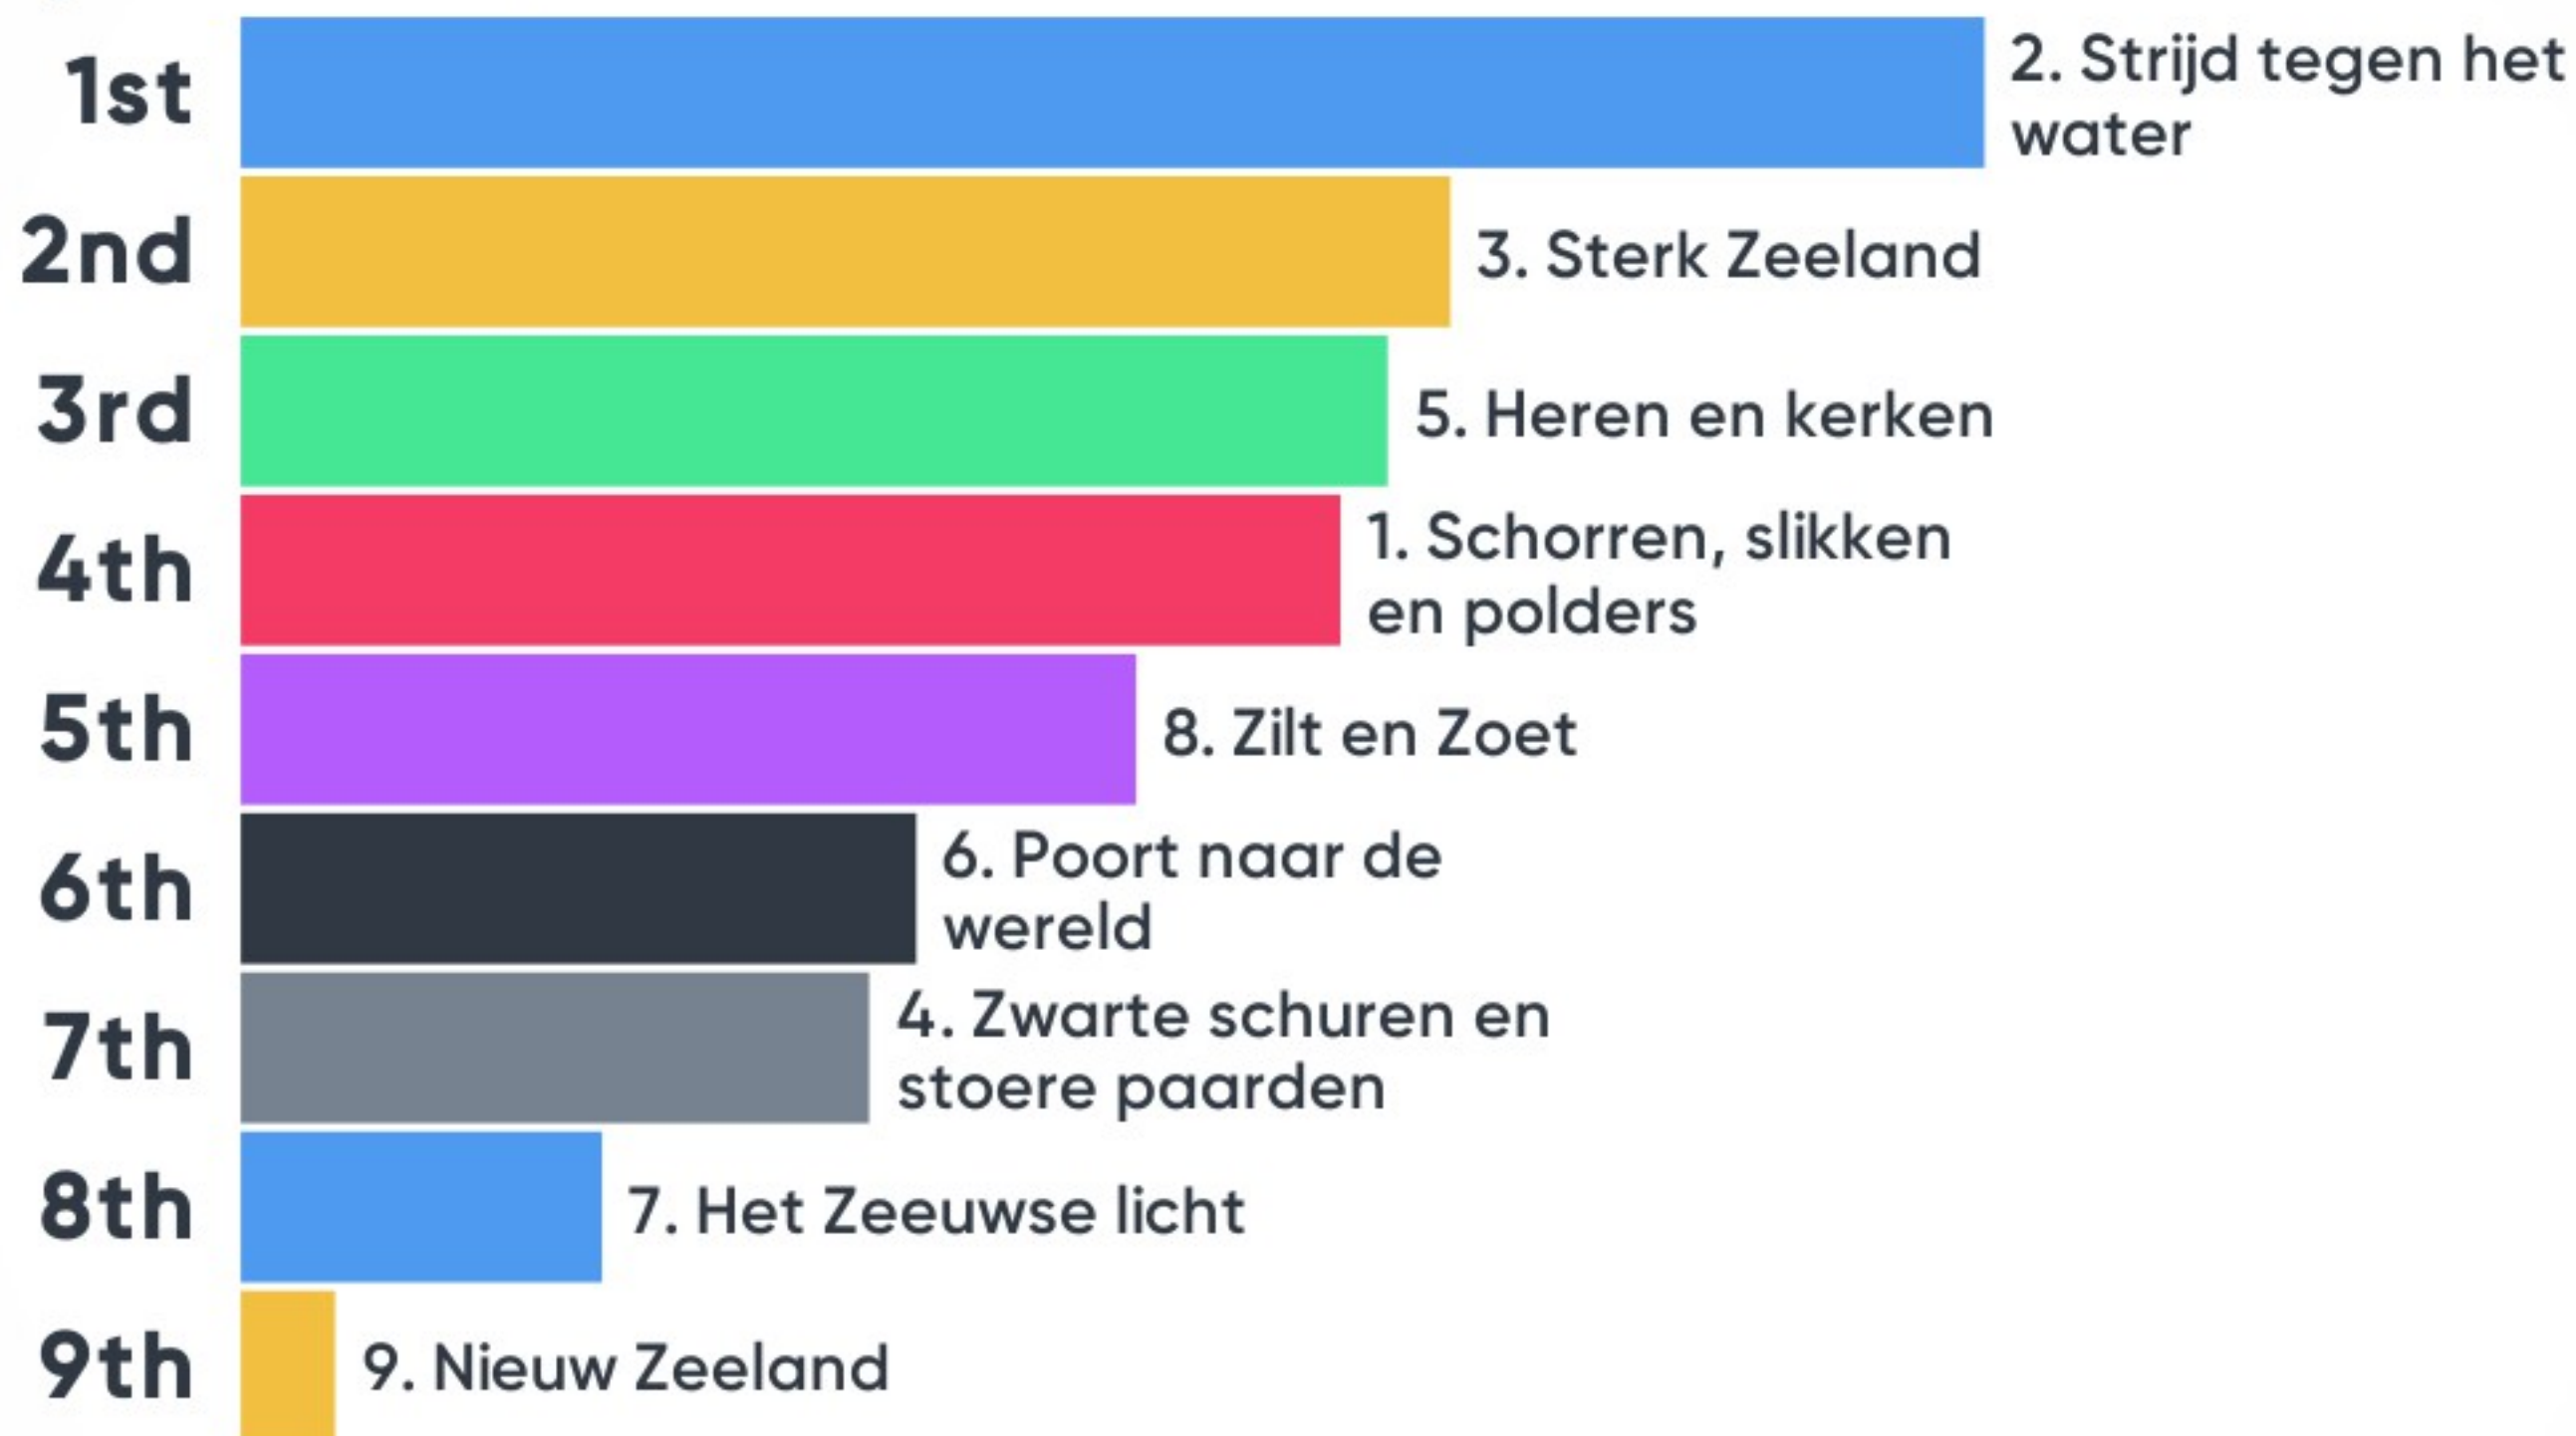 1st
2. Strijd tegen het
water
2nd
3. Sterk Zeeland
3rd
5. Heren en kerken
4th
1. Schorren, slikken
en polders
5th
8. Zilt en Zoet
6th
6. Poort naar de
wereld
7th
4. Zwarte schuren en
stoere paarden
8th
7. Het Zeeuwse licht
9th
9. Nieuw Zeeland